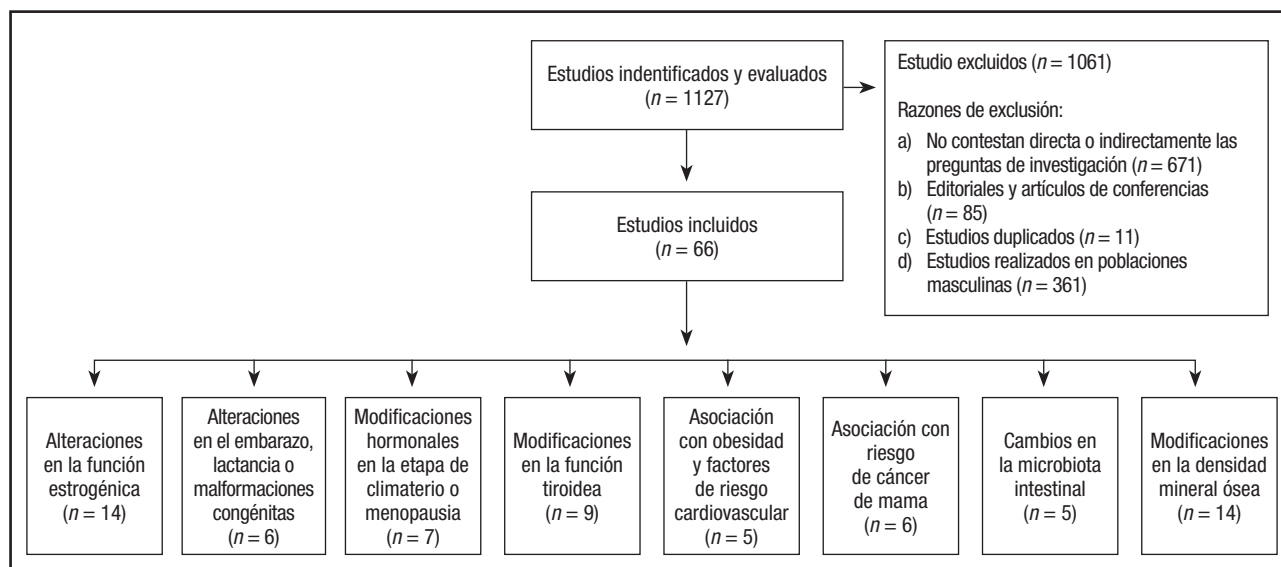 Estudios indentificados y evaluados
(n = 1127)
Estudio excluidos (n = 1061)
Razones de exclusión:
a) No contestan directa o indirectamente las
preguntas de investigación (n = 671)
b) Editoriales y artículos de conferencias
(n = 85)
c) Estudios duplicados (n = 11)
d) Estudios realizados en poblaciones
masculinas (n = 361)
Estudios incluidos
(n = 66)
Alteraciones
en la función
estrogénica
(n = 14)
Alteraciones
en el embarazo,
lactancia o
malformaciones
congénitas
(n = 6)
Modificaciones
hormonales
en la etapa de
climaterio o
menopausia
(n = 7)
Modificaciones
en la función
tiroidea
(n = 9)
Asociación
con obesidad
y factores
de riesgo
cardiovascular
(n = 5)
Asociación con
riesgo
de cáncer
de mama
(n = 6)
Cambios en
la microbiota
intestinal
(n = 5)
Modificaciones
en la densidad
mineral ósea
(n = 14)